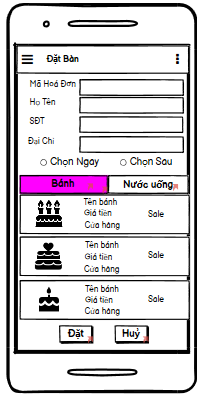 Đặt Bàn
Mã Hoá Đơn
Họ Tên
SĐT
Đại Chỉ
Chọn Ngay Chọn Sau
Bánh Nước uống
Tên bánh
Giá tiền Sale
Cửa hàng
Tên bánh
Giá tiền Sale
Cửa hàng
Tên bánh
Giá tiền Sale
Cửa hàng
Đặt Huỷ